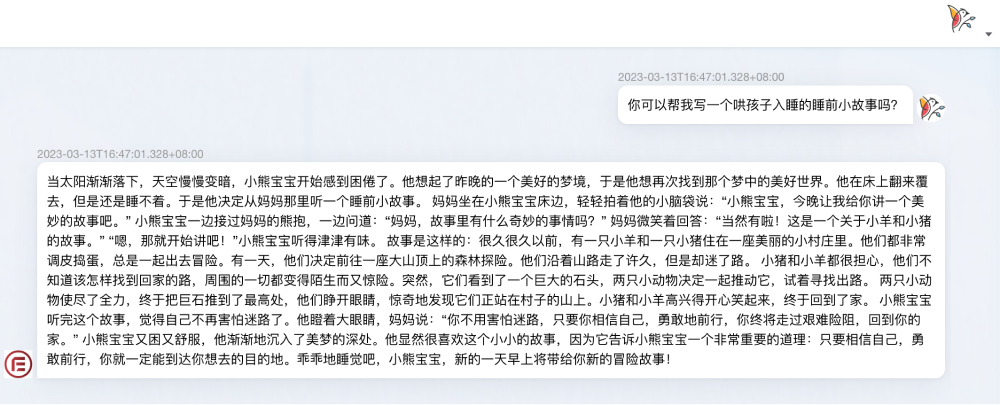 2023-03-13T16:47:01.328+08:00
你可以帮我写一个哄孩子入睡的睡前小故事吗?
2023-03-13T16:47:01.328+08:00
当太阳渐渐落下，天空慢慢变暗，小熊宝宝开始感到困倦了。他想起了昨晚的一个美好的梦境，于是他想再次找到那个梦中的美好世界。他在床上翻来覆
去，但是还是睡不着。于是他决定从妈妈那里听一个睡前小故事。 妈妈坐在小熊宝宝床边，轻轻拍着他的小脑袋说：“小熊宝宝，今晚让我给你讲一个美
妙的故事吧。” 小熊宝宝一边接过妈妈的熊抱，一边问道：“妈妈，故事里有什么奇妙的事情吗？” 妈妈微笑着回答：“当然有啦！这是一个关于小羊和小猪
的故事。” “嗯，那就开始讲吧！”小熊宝宝听得津津有味。 故事是这样的：很久很久以前，有一只小羊和一只小猪住在一座美丽的小村庄里。他们都非常
调皮捣蛋，总是一起出去冒险。有一天，他们决定前往一座大山顶上的森林探险。他们沿着山路走了许久，但是却迷了路。 小猪和小羊都很担心，他们不
知道该怎样找到回家的路，周围的一切都变得陌生而又惊险。突然，它们看到了一个巨大的石头，两只小动物决定一起推动它，试着寻找出路。 两只小动
物使尽了全力，终于把巨石推到了最高处，他们睁开眼睛，惊奇地发现它们正站在村子的山上。小猪和小羊高兴得开心笑起来，终于回到了家。 小熊宝宝
听完这个故事，觉得自己不再害怕迷路了。他瞪着大眼睛，妈妈说：“你不用害怕迷路，只要你相信自己，勇敢地前行，你终将走过艰难险阻，回到你的
家。” 小熊宝宝又困又舒服，他渐渐地沉入了美梦的深处。他显然很喜欢这个小小的故事，因为它告诉小熊宝宝一个非常重要的道理：只要相信自己，勇
敢前行，你就一定能到达你想去的目的地。乖乖地睡觉吧，小熊宝宝，新的一天早上将带给你新的冒险故事！